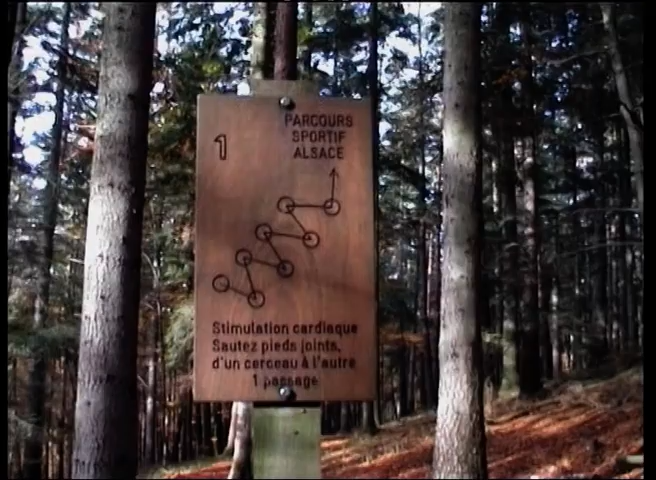 1
PARCOURS
SPORTIF
ALSACE
Stimulation cardiaque
Sautez pieds joints,
d'un cerceau à l'autre
1 passage